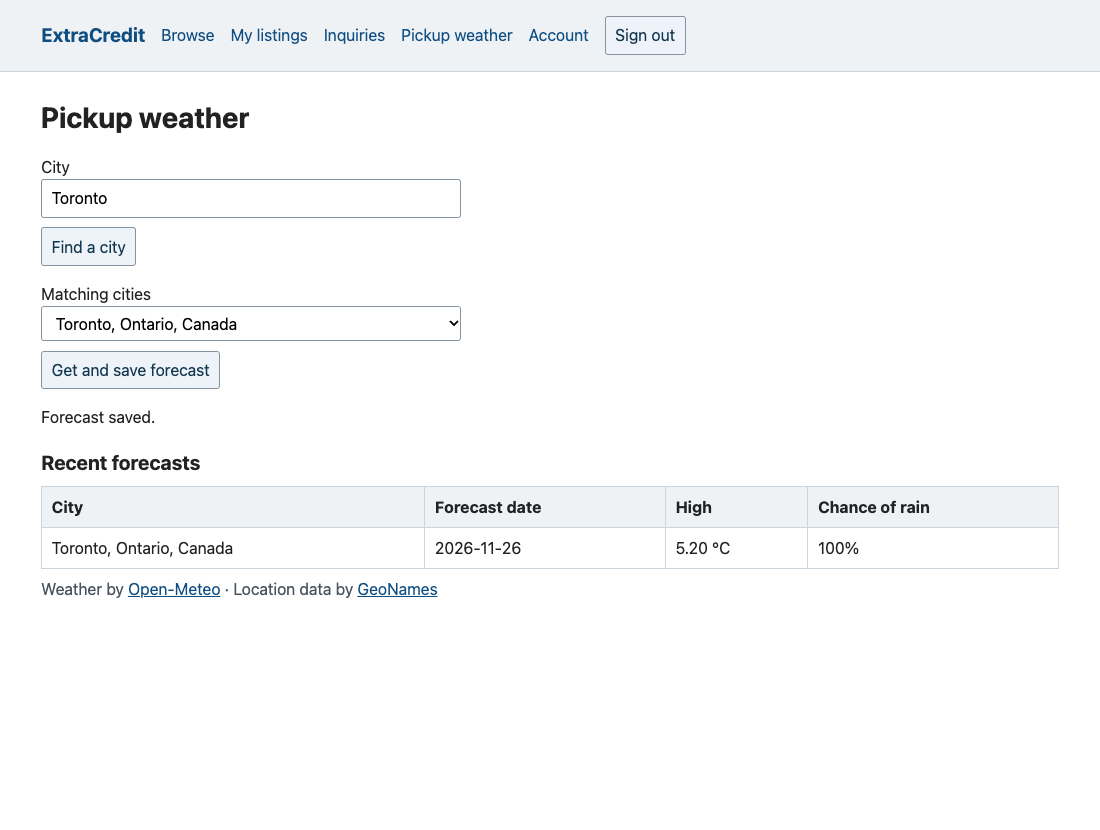 ExtraCredit Browse My listings Inquiries Pickup weather Account Sign out
Pickup weather
City
Toronto
Find a city
Matching cities
Toronto, Ontario, Canada
Get and save forecast
Forecast saved.
Recent forecasts
City Forecast date High Chance of rain
Toronto, Ontario, Canada 2026-11-26 5.20 °C 100%
Weather by Open-Meteo · Location data by GeoNames